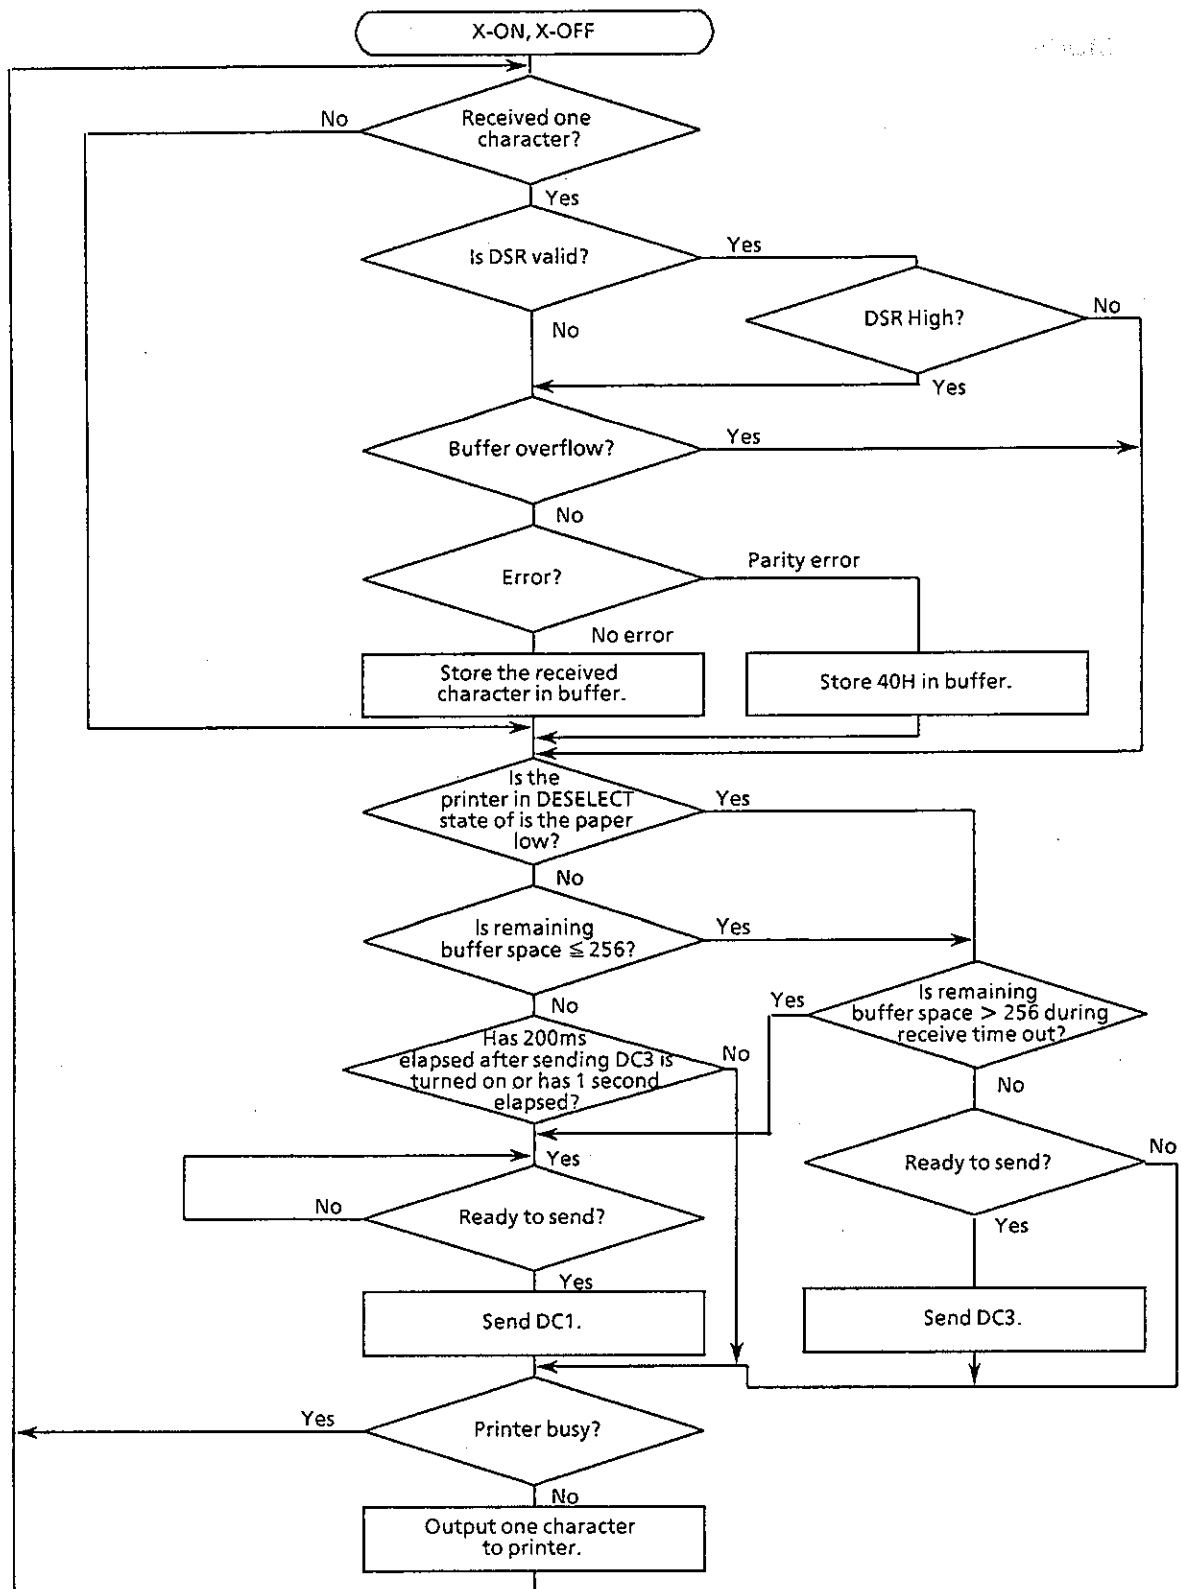 X-ON, X-OFF
No
Received one
character?
Yes
Is DSR valid?
Yes
DSR High?
No
No
Yes
Buffer overflow?
Yes
No
Error?
Parity error
No error
Store the received
character in buffer.
Store 40H in buffer.
Is the
printer in DESELECT
state of is the paper
low?
Yes
No
Is remaining
buffer space ≦ 256?
Yes
No
Yes
Is remaining
buffer space > 256 during
receive time out?
Has 200ms
elapsed after sending DC3 is
turned on or has 1 second
elapsed?
No
No
Yes
Ready to send?
No
No
Ready to send?
Yes
Yes
Send DC1.
Send DC3.
Yes
Printer busy?
No
Output one character
to printer.